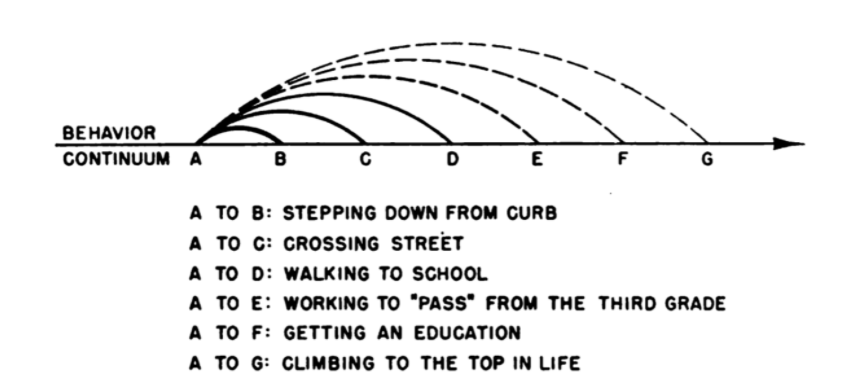 BEHAVIOR
CONTINUUM A B C D E F G
A TO B: STEPPING DOWN FROM CURB
A TO C: CROSSING STREET
A TO D: WALKING TO SCHOOL
A TO E: WORKING TO "PASS" FROM THE THIRD GRADE
A TO F: GETTING AN EDUCATION
A TO G: CLIMBING TO THE TOP IN LIFE